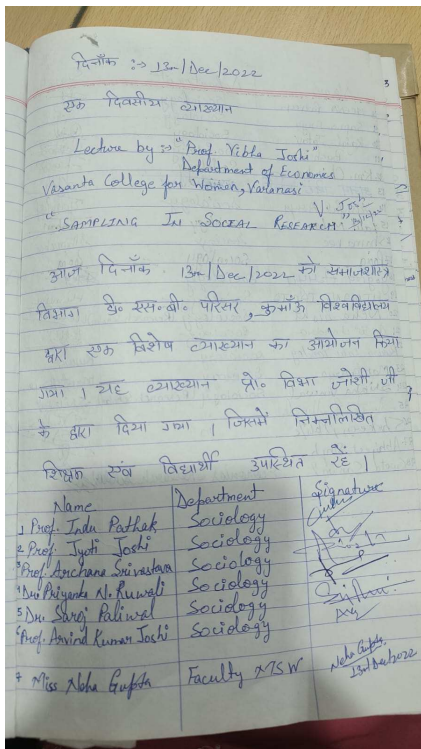 दिनाँक :-> 13th/Dec/2022
एक दिवसीय व्याख्यान
Lecture by :-> "Prof. Vibha Joshi"
Department of Economics
Vasanta College for Women, Varanasi
V. Joshi
"SAMPLING IN SOCIAL RESEARCH."
आज दिनाँक 13th/Dec/2022 को समाजशास्त्र
विभाग डी० एस० बी० परिसर, कुमाऊँ विश्वविद्यालय
द्वारा एक विशेष व्याख्यान का आयोजन किया
गया। यह व्याख्यान प्रो० विभा जोशी जी
के द्वारा दिया गया। जिसमें निम्नलिखित
शिक्षक एवं विद्यार्थी उपस्थित रहें।
Name Department Signature
1 Prof. Indu Pathak Sociology
2 Prof. Jyoti Joshi Sociology
3 Prof. Archana Srivastava Sociology
4 Dr. Priyanka N. Ruwali Sociology
5 Dr. Saroj Paliwal Sociology
6 Prof. Arvind Kumar Joshi Sociology
7 Miss Neha Gupta Faculty MSW Neha Gupta
13th Dec 2022